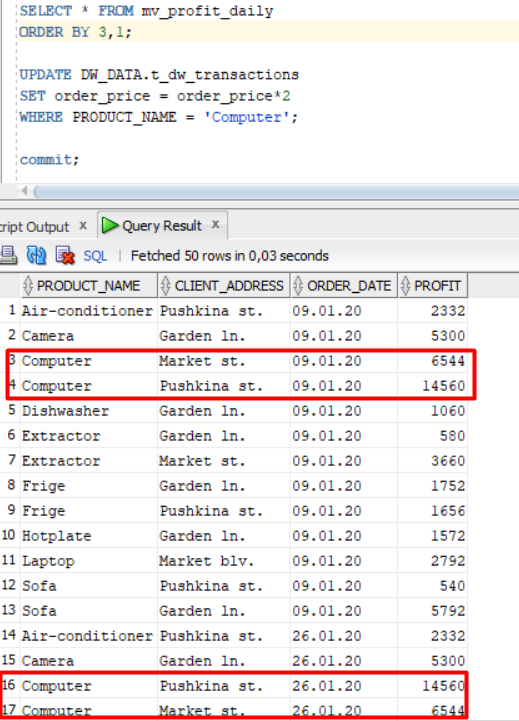 SELECT * FROM mv_profit_daily
ORDER BY 3,1;
UPDATE DW_DATA.t_dw_transactions
SET order_price = order_price*2
WHERE PRODUCT_NAME = 'Computer';
commit;
cript Output x Query Result x
SQL | Fetched 50 rows in 0,03 seconds
PRODUCT_NAME CLIENT_ADDRESS ORDER_DATE PROFIT
1 Air-conditioner Pushkina st. 09.01.20 2332
2 Camera Garden ln. 09.01.20 5300
3 Computer Market st. 09.01.20 6544
4 Computer Pushkina st. 09.01.20 14560
5 Dishwasher Garden ln. 09.01.20 1060
6 Extractor Garden ln. 09.01.20 580
7 Extractor Market st. 09.01.20 3660
8 Frige Garden ln. 09.01.20 1752
9 Frige Pushkina st. 09.01.20 1656
10 Hotplate Garden ln. 09.01.20 1572
11 Laptop Market blv. 09.01.20 2792
12 Sofa Pushkina st. 09.01.20 540
13 Sofa Garden ln. 09.01.20 5792
14 Air-conditioner Pushkina st. 26.01.20 2332
15 Camera Garden ln. 26.01.20 5300
16 Computer Pushkina st. 26.01.20 14560
17 Computer Market st. 26.01.20 6544